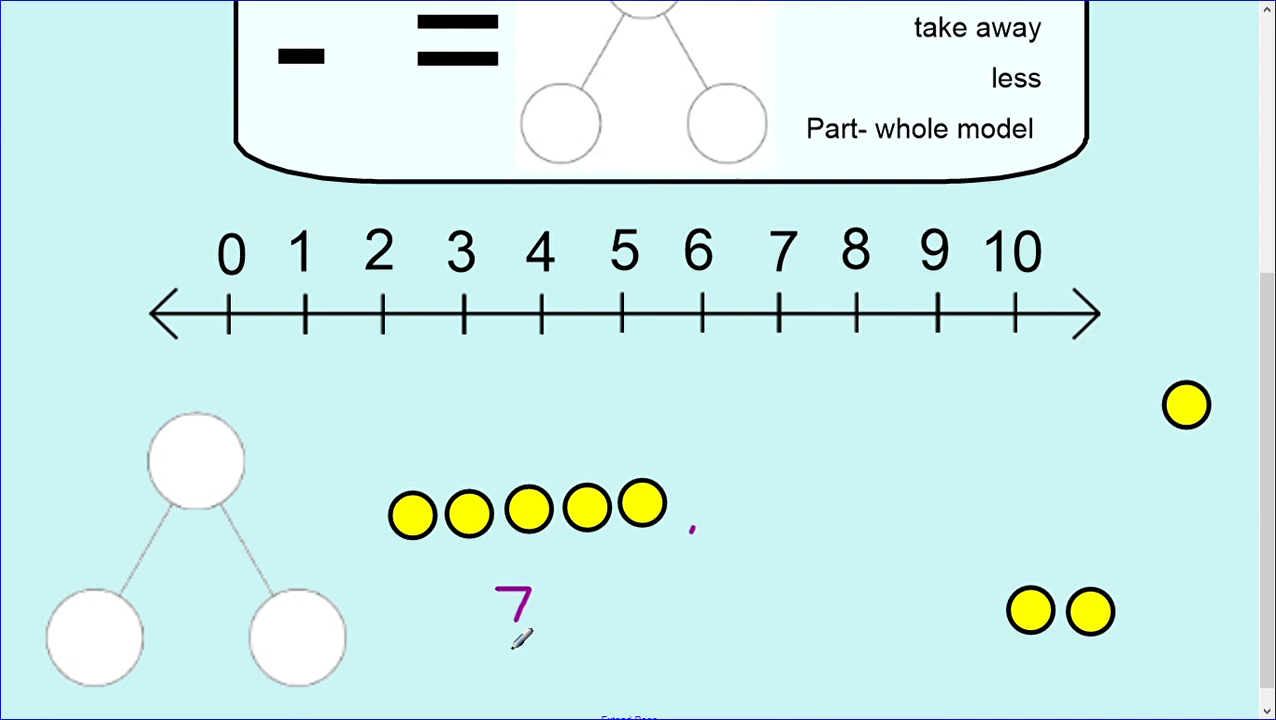 - =
take away
less
Part- whole model
0 1 2 3 4 5 6 7 8 9 10
7